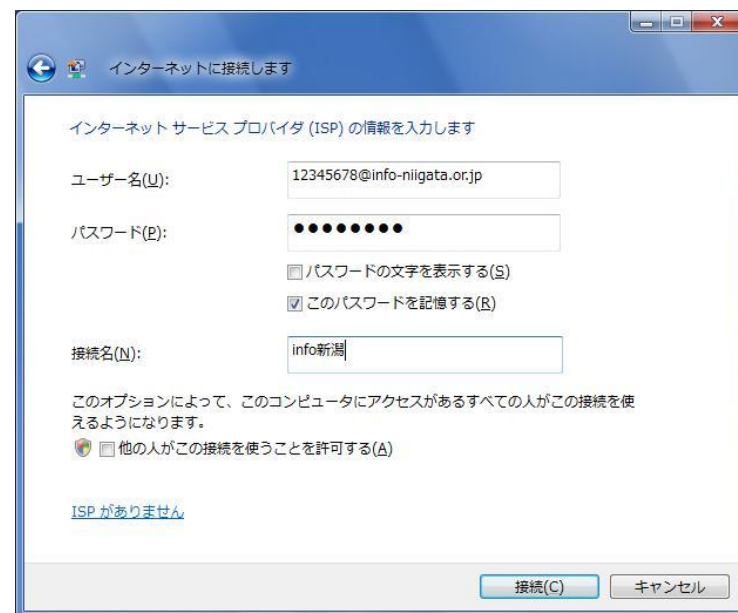 インターネットに接続します
インターネット サービス プロバイダ (ISP) の情報を入力します
ユーザー名(U):
12345678@info-niigata.or.jp
パスワード(P):
●●●●●●●●
パスワードの文字を表示する(S)
このパスワードを記憶する(R)
接続名(N):
info新潟
このオプションによって、このコンピュータにアクセスがあるすべての人がこの接続を使
えるようになります。
他の人がこの接続を使うことを許可する(A)
ISP がありません
接続(C)
キャンセル